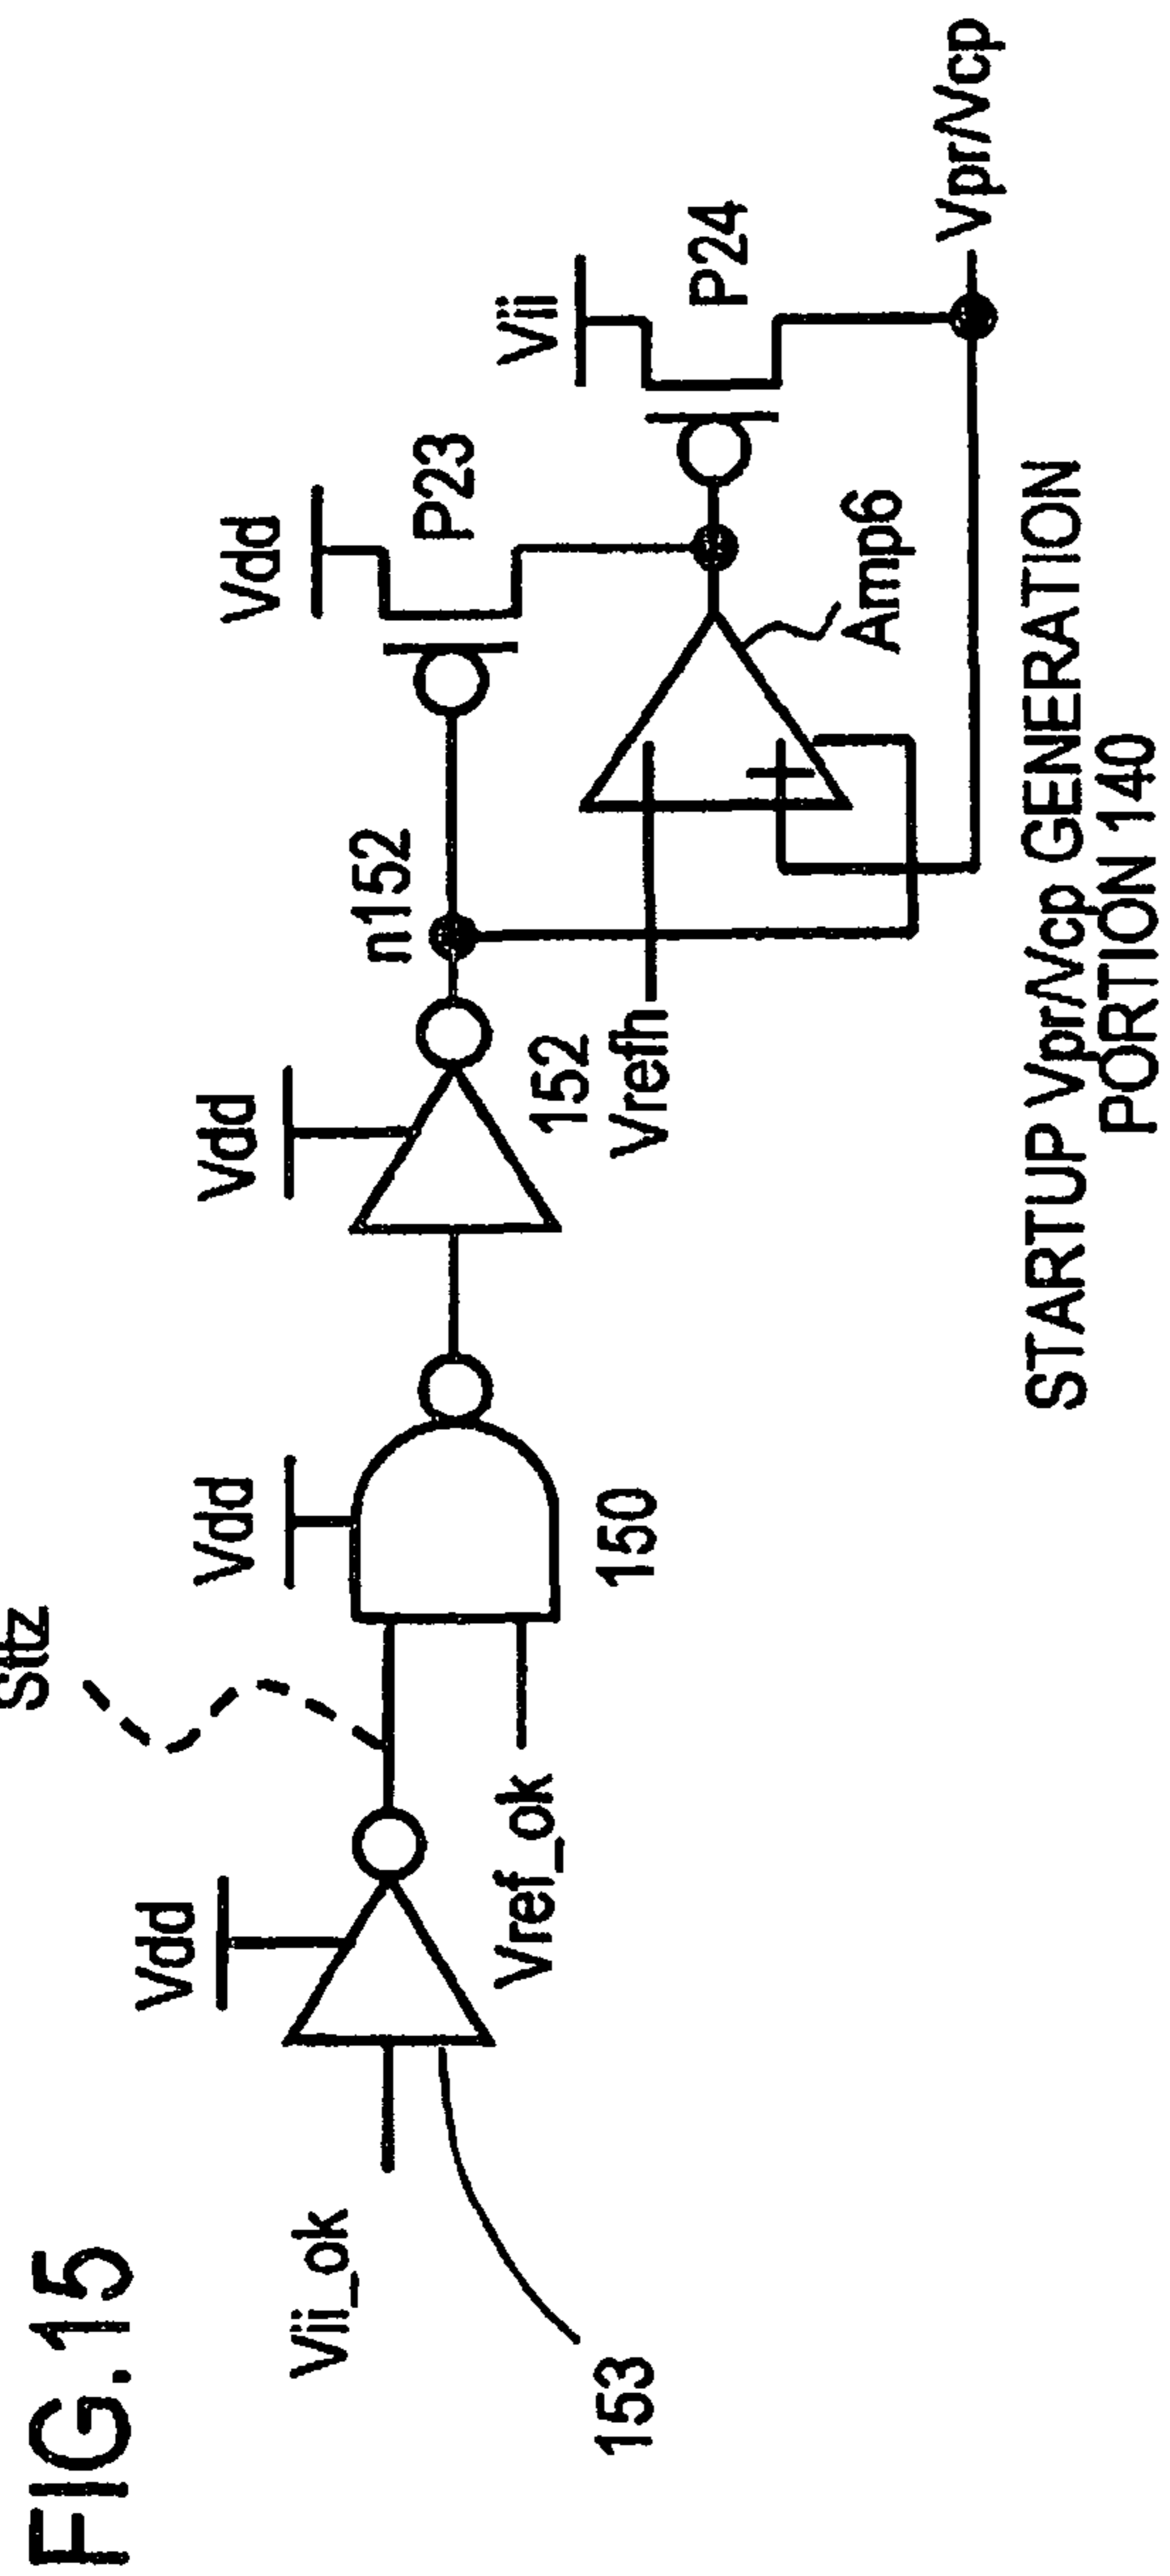 FIG.15
Sttz
Vii_ok
153
Vdd
Vref_ok
Vdd
150
Vdd
152
n152
Vrefh
Vdd
P23
Amp6
Vii
P24
Vpr/Vcp
STARTUP Vpr/Vcp GENERATION
PORTION 140